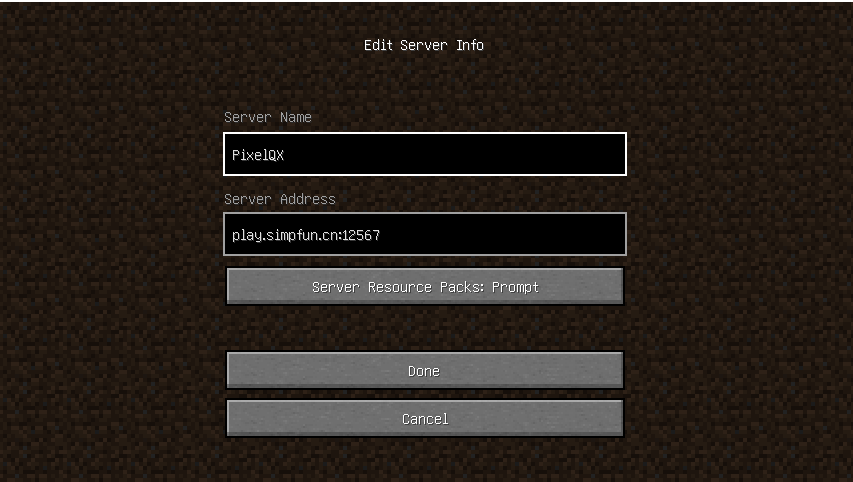 Edit Server Info
Server Name
PixelQX
Server Address
play.simpfun.cn:12567
Server Resource Packs: Prompt
Done
Cancel